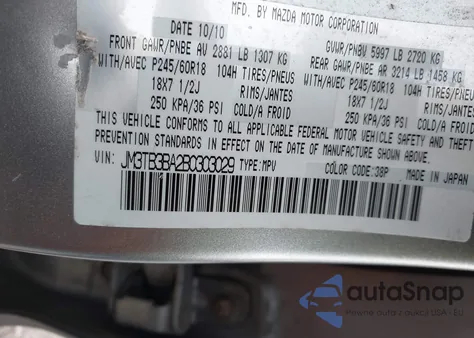 MFD. BY MAZDA MOTOR CORPORATION
DATE 10/10
GVWR/PNBV 5997 LB 2720 KG
FRONT GAWR/PNBE AV 2881 LB 1307 KG
REAR GAWR/PNBE AR 3214 LB 1458 KG
WITH/AVEC P245/60R18 104H TIRES/PNEUS
WITH/AVEC P245/60R18 104H TIRES/PNEUS
18X7 1/2J RIMS/JANTES
18X7 1/2J RIMS/JANTES
250 KPA/36 PSI COLD/A FROID
250 KPA/36 PSI COLD/A FROID
THIS VEHICLE CONFORMS TO ALL APPLICABLE FEDERAL MOTOR VEHICLE SAFETY AND THEFT
PREVENTION STANDARDS IN EFFECT ON THE DATE OF MANUFACTURE SHOWN ABOVE.
VIN: JM3TB3BA2B0303029 TYPE: MPV COLOR CODE: 38P MADE IN JAPAN
autoSnap